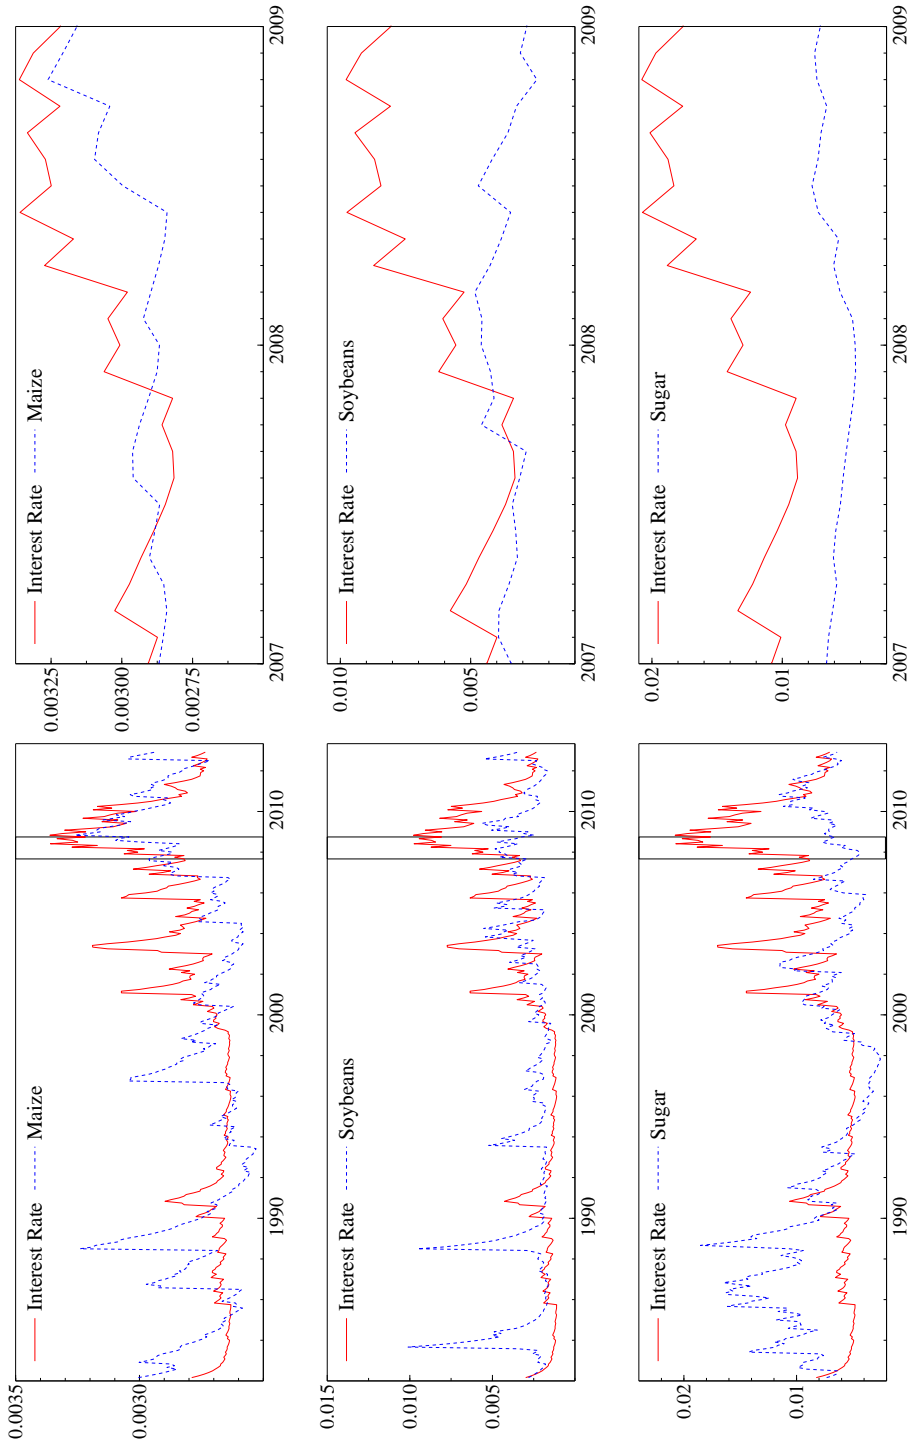 0.0035
Interest Rate Maize
0.0030
1990 2000 2010
Interest Rate Maize
0.00325
0.00300
0.00275
2007 2008 2009
0.015
Interest Rate Soybeans
0.010
0.005
1990 2000 2010
0.010
Interest Rate Soybeans
0.005
2007 2008 2009
Interest Rate Sugar
0.02
0.01
1990 2000 2010
0.02
Interest Rate Sugar
0.01
2007 2008 2009